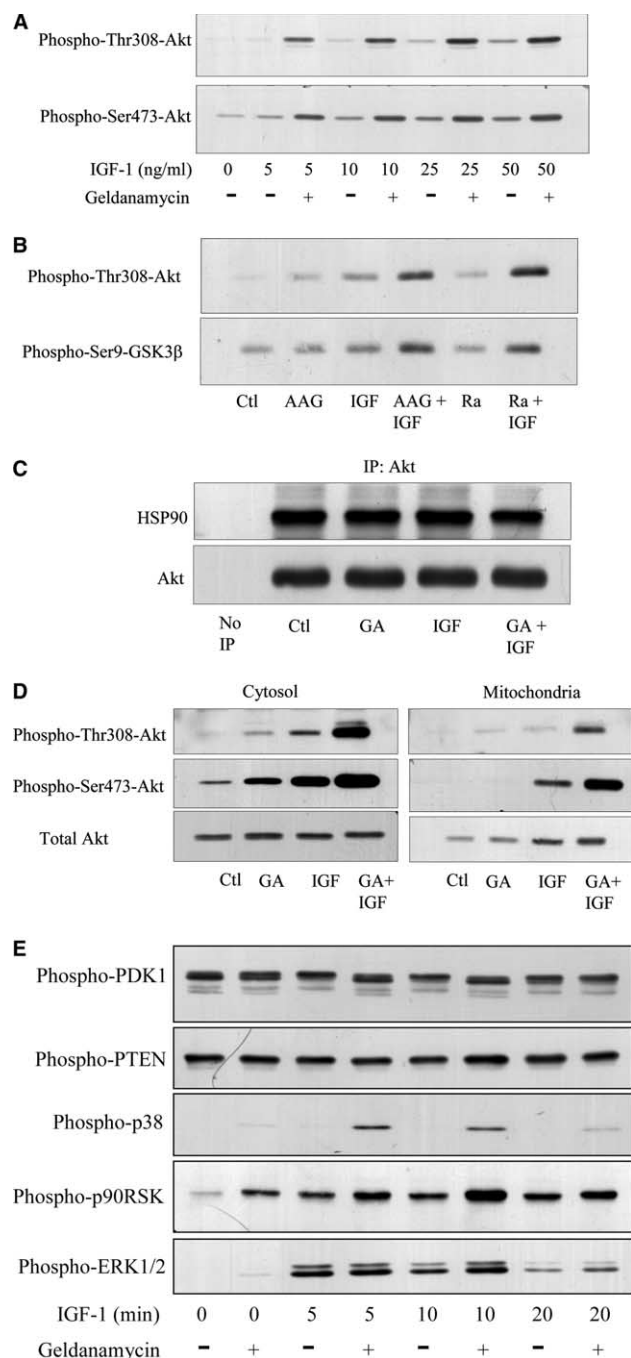 A
Phospho-Thr308-Akt
Phospho-Ser473-Akt
IGF-1 (ng/ml) 0 5 5 10 10 25 25 50 50
Geldanamycin - - + - + - + - +
B
Phospho-Thr308-Akt
Phospho-Ser9-GSK3β
Ctl AAG IGF AAG + Ra Ra +
IGF IGF
C
IP: Akt
HSP90
Akt
No Ctl GA IGF GA +
IP IGF
D
Cytosol Mitochondria
Phospho-Thr308-Akt
Phospho-Ser473-Akt
Total Akt
Ctl GA IGF GA+ Ctl GA IGF GA+
IGF IGF
E
Phospho-PDK1
Phospho-PTEN
Phospho-p38
Phospho-p90RSK
Phospho-ERK1/2
IGF-1 (min) 0 0 5 5 10 10 20 20
Geldanamycin - + - + - + - +